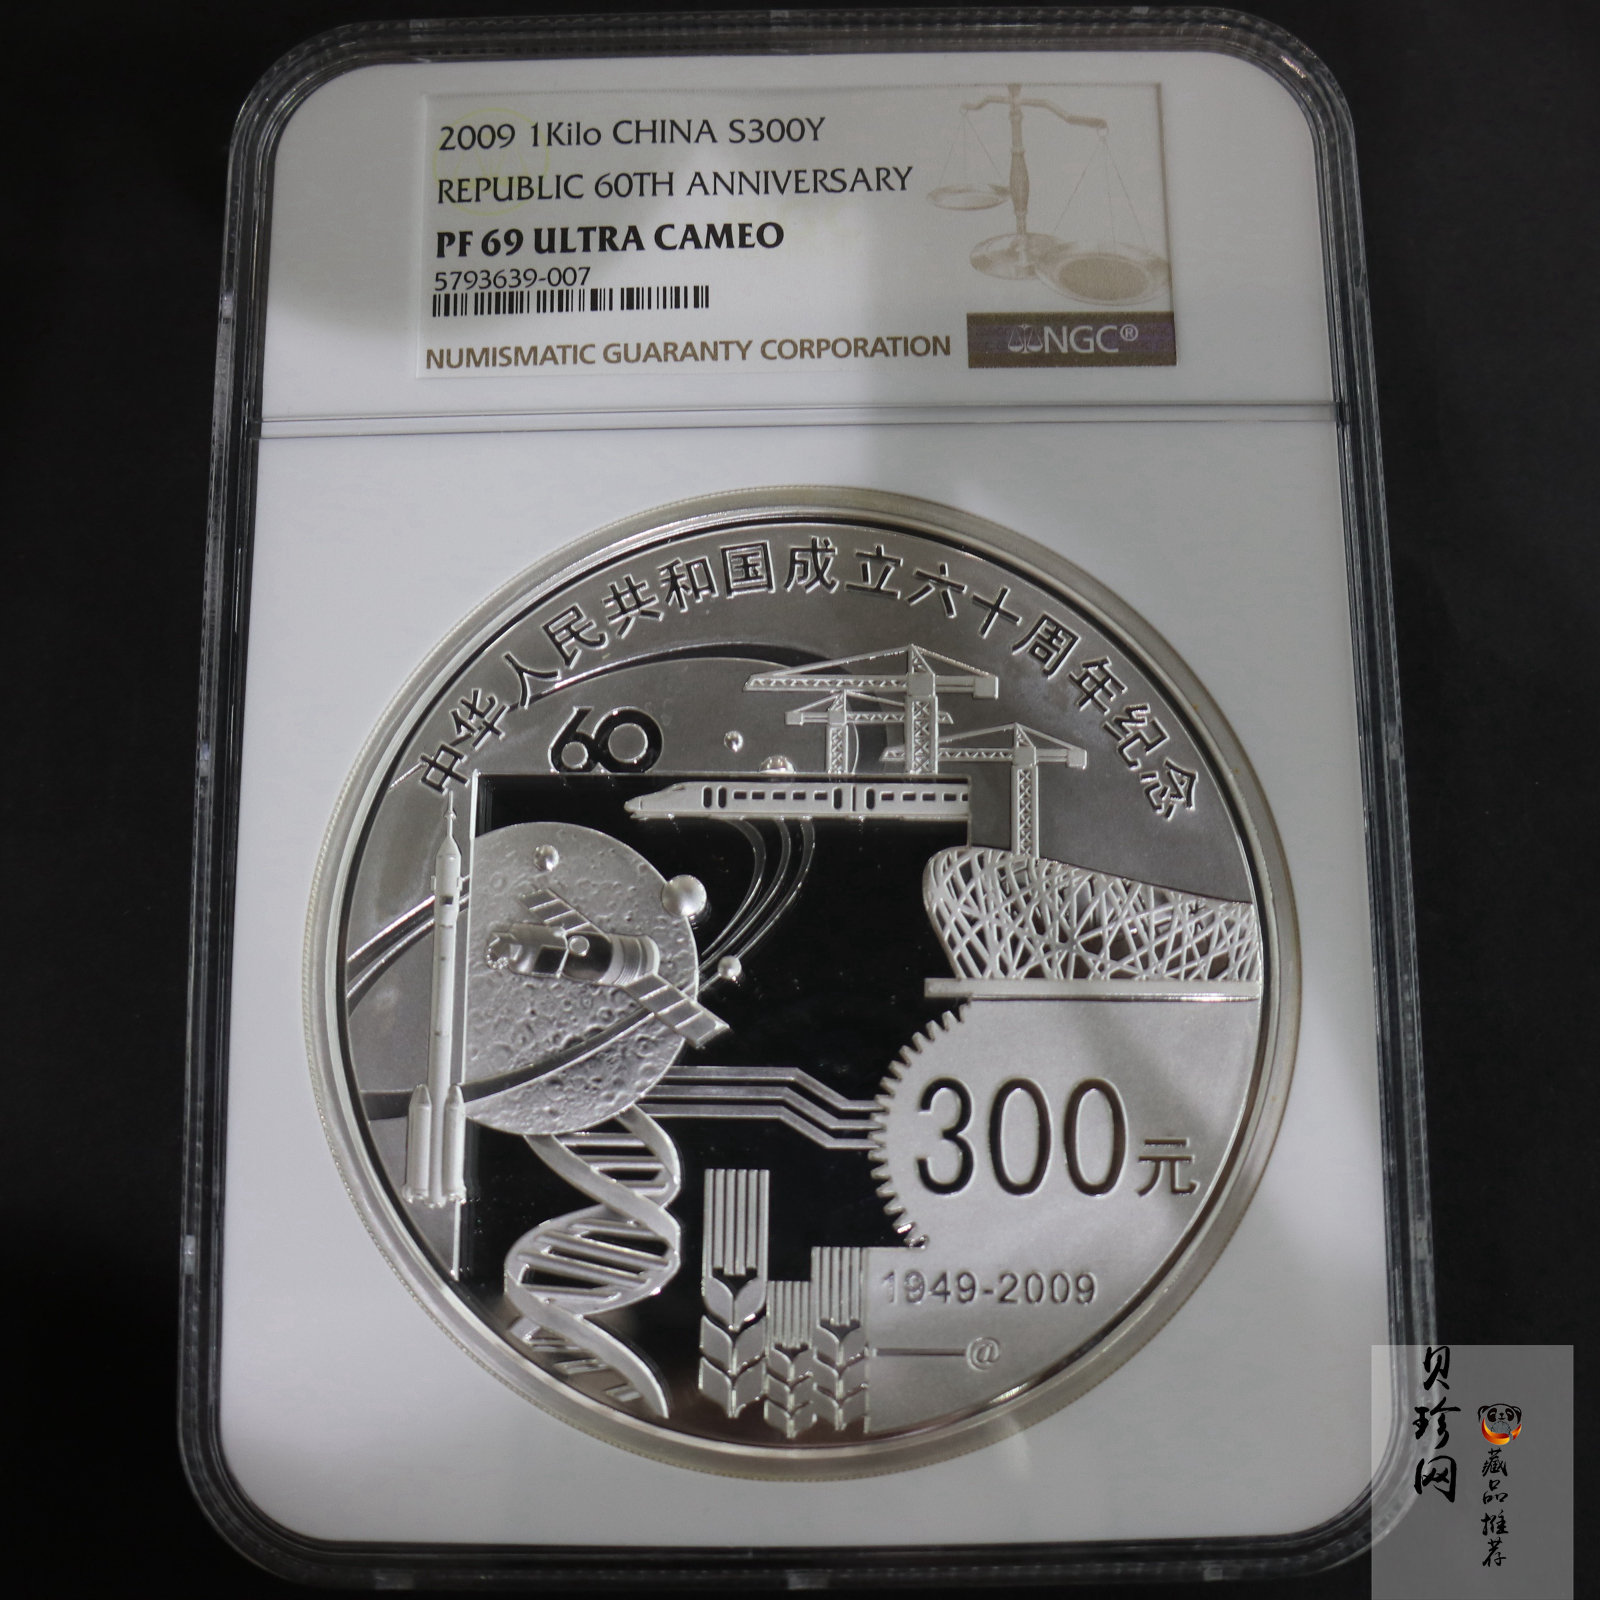 2009 1Kilo CHINA S300Y
REPUBLIC 60TH ANNIVERSARY
PF 69 ULTRA CAMEO
5793639-007
NUMISMATIC GUARANTY CORPORATION
NGC®
中华人民共和国成立六十周年纪念
60
300元
1949-2009
@
贝珍网
藏品推荐